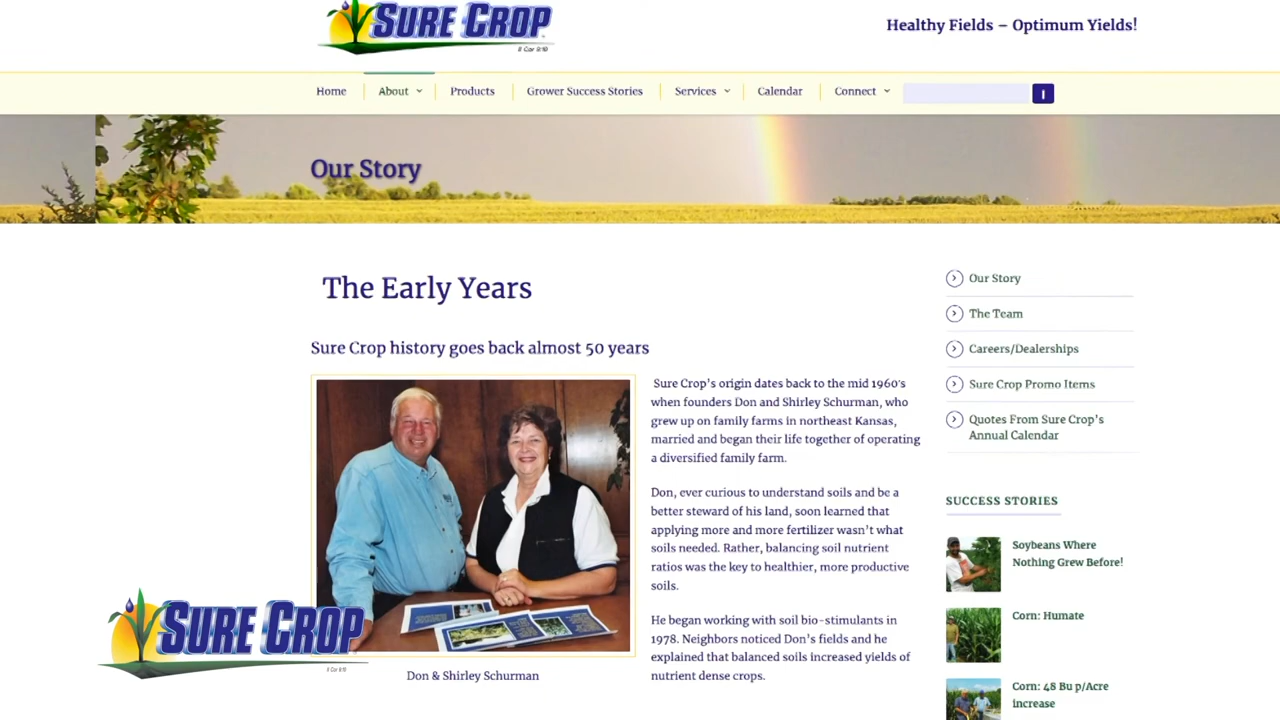 SURE CROP
II Cor 9:10
Healthy Fields – Optimum Yields!
Home
About
Products
Grower Success Stories
Services
Calendar
Connect
Our Story
The Early Years
Sure Crop history goes back almost 50 years
Sure Crop's origin dates back to the mid 1960's
when founders Don and Shirley Schurman, who
grew up on family farms in northeast Kansas,
married and began their life together of operating
a diversified family farm.
Don, ever curious to understand soils and be a
better steward of his land, soon learned that
applying more and more fertilizer wasn't what
soils needed. Rather, balancing soil nutrient
ratios was the key to healthier, more productive
soils.
He began working with soil bio-stimulants in
1978. Neighbors noticed Don's fields and he
explained that balanced soils increased yields of
nutrient dense crops.
Don & Shirley Schurman
SURE CROP
II Cor 9:10
Our Story
The Team
Careers/Dealerships
Sure Crop Promo Items
Quotes From Sure Crop's
Annual Calendar
SUCCESS STORIES
Soybeans Where
Nothing Grew Before!
Corn: Humate
Corn: 48 Bu p/Acre
increase